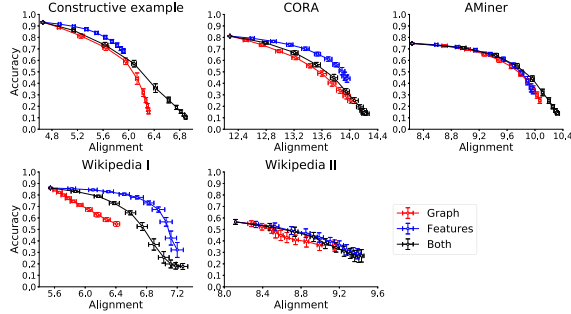 Constructive example
CORA
AMiner
Accuracy
1.0
0.9
0.8
0.7
0.6
0.5
0.4
0.3
0.2
0.1
0.0
4.8 5.2 5.6 6.0 6.4 6.8
Alignment
Accuracy
1.0
0.9
0.8
0.7
0.6
0.5
0.4
0.3
0.2
0.1
0.0
12.4 12.8 13.2 13.6 14.0 14.4
Alignment
Accuracy
1.0
0.9
0.8
0.7
0.6
0.5
0.4
0.3
0.2
0.1
0.0
8.4 8.8 9.2 9.6 10.0 10.4
Alignment
Wikipedia I
Wikipedia II
Accuracy
1.0
0.9
0.8
0.7
0.6
0.5
0.4
0.3
0.2
0.1
0.0
5.6 6.0 6.4 6.8 7.2
Alignment
Accuracy
1.0
0.9
0.8
0.7
0.6
0.5
0.4
0.3
0.2
0.1
0.0
8.0 8.4 8.8 9.2 9.6
Alignment
Graph
Features
Both